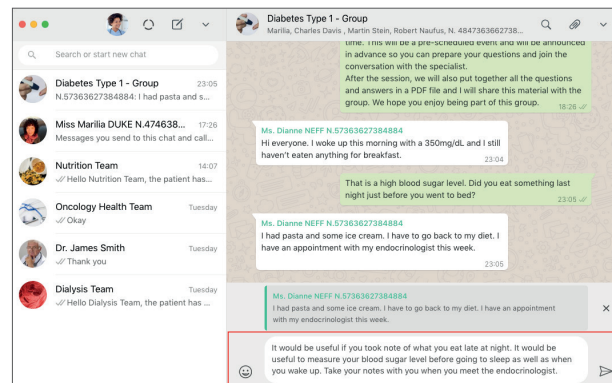 Search or start new chat
Diabetes Type 1 - Group 23:05
N.57363627384884: I had pasta and s...
Miss Marilia DUKE N.474638... 17:26
Messages you send to this chat and call...
Nutrition Team 14:07
Hello Nutrition Team, the patient has...
Oncology Health Team Tuesday
Okay
Dr. James Smith Tuesday
Thank you
Dialysis Team Tuesday
Hello Dialysis Team, the patient has ...
Diabetes Type 1 - Group
Marilia, Charles Davis , Martin Stein, Robert Naufus, N. 4847363662738...
time. This will be a pre-scheduled event and will be announced
in advance so you can prepare your questions and join the
conversation with the specialist.
After the session, we will also put together all the questions
and answers in a PDF file and I will share this material with the
group. We hope you enjoy being part of this group.
18:26
Ms. Dianne NEFF N.57363627384884
Hi everyone. I woke up this morning with a 350mg/dL and I still
haven't eaten anything for breakfast.
23:04
That is a high blood sugar level. Did you eat something last
night just before you went to bed?
23:05
Ms. Dianne NEFF N.57363627384884
I had pasta and some ice cream. I have to go back to my diet. I
have an appointment with my endocrinologist this week.
23:05
Ms. Dianne NEFF N.57363627384884
I had pasta and some ice cream. I have to go back to my diet. I have an appointment
with my endocrinologist this week.
It would be useful if you took note of what you eat late at night. It would be
useful to measure your blood sugar level before going to sleep as well as when
you wake up. Take your notes with you when you meet the endocrinologist.